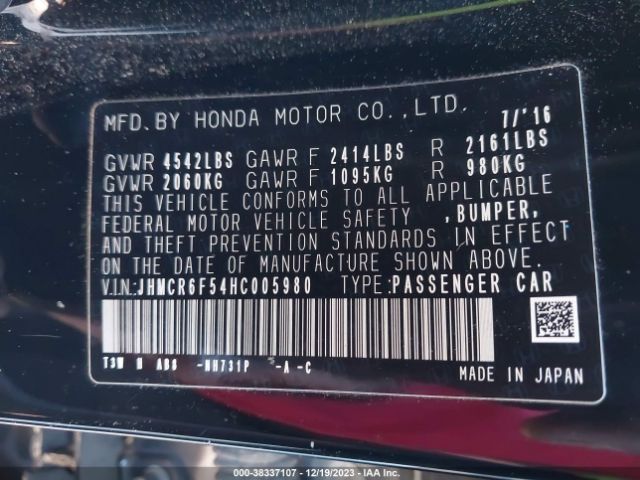 MFD. BY HONDA MOTOR CO.,LTD. 7/'16
GVWR 4542LBS GAWR F 2414LBS R 2161LBS
GVWR 2060KG GAWR F 1095KG R 980KG
THIS VEHICLE CONFORMS TO ALL APPLICABLE
FEDERAL MOTOR VEHICLE SAFETY ,BUMPER,
AND THEFT PREVENTION STANDARDS IN EFFECT
ON THE DATE OF MANUFACTURE SHOWN ABOVE.
V.I.N.:JHMCR6F54HC005980 TYPE:PASSENGER CAR
-NH731P -A -C
MADE IN JAPAN
000-38337107 - 12/19/2023 - IAA Inc.